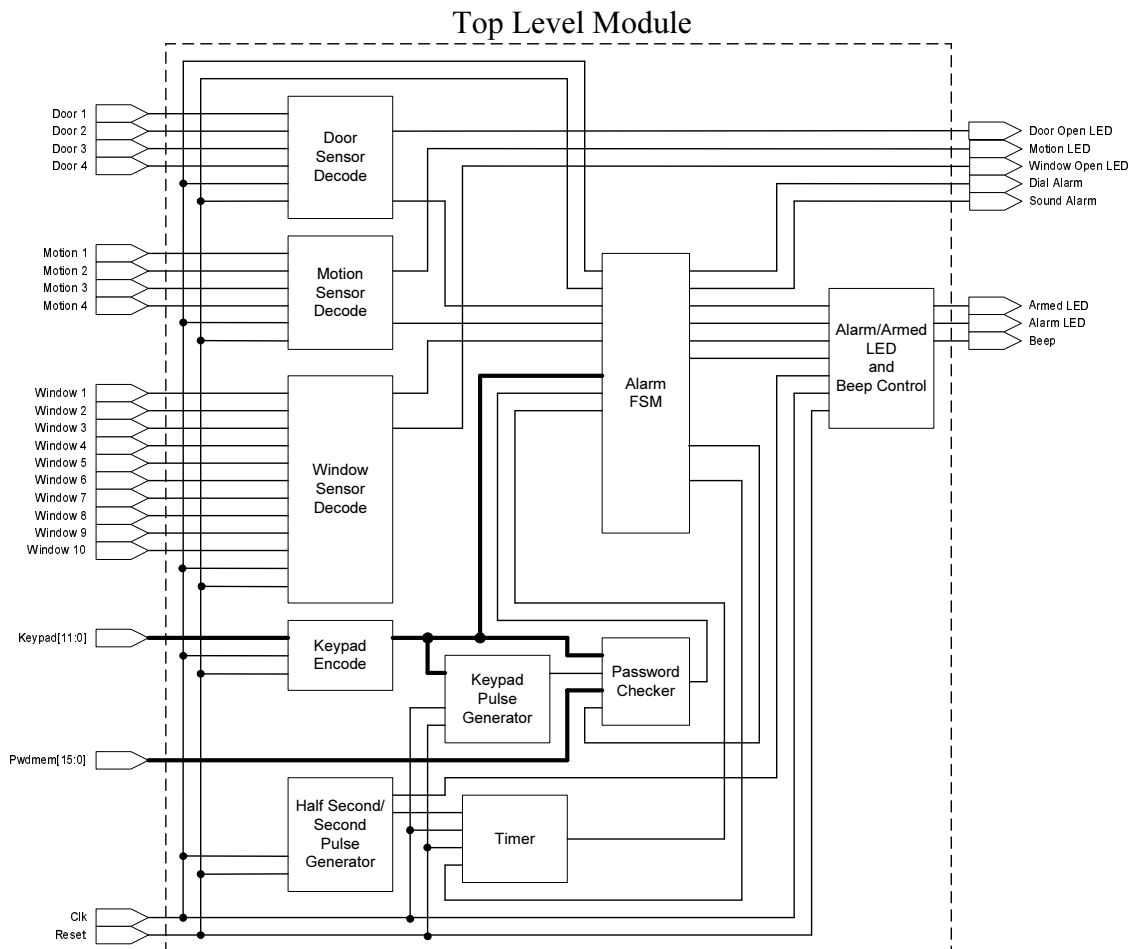 Top Level Module
Door 1
Door 2
Door 3
Door 4
Door
Sensor
Decode
Door Open LED
Motion LED
Window Open LED
Dial Alarm
Sound Alarm
Motion 1
Motion 2
Motion 3
Motion 4
Motion
Sensor
Decode
Alarm
FSM
Alarm/Armed
LED
and
Beep Control
Armed LED
Alarm LED
Beep
Window 1
Window 2
Window 3
Window 4
Window 5
Window 6
Window 7
Window 8
Window 9
Window 10
Window
Sensor
Decode
Keypad[11:0]
Keypad
Encode
Keypad
Pulse
Generator
Password
Checker
Pwdmem[15:0]
Half Second/
Second
Pulse
Generator
Timer
Clk
Reset